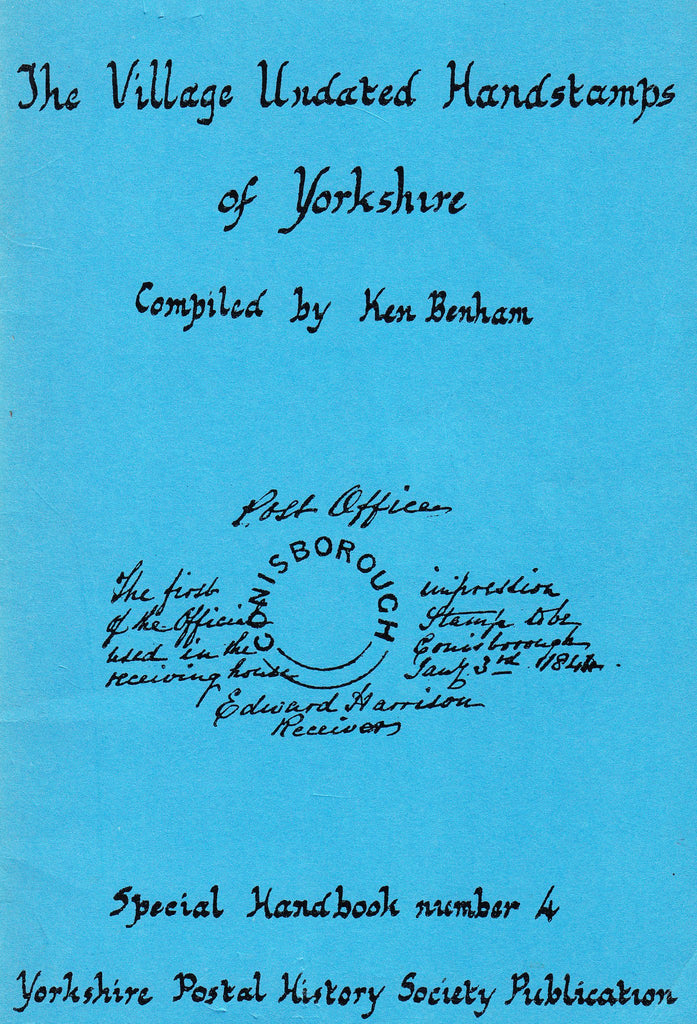 The Village Undated Handstamps
of Yorkshire
Compiled by Ken Benham
Post Office
CONISBOROUGH
The first impression
of the Official Stamp to be
used in the Conisborough
receiving house Jany 3rd 1844.
Edward Harrison
Receiver
Special Handbook number 4
Yorkshire Postal History Society Publication